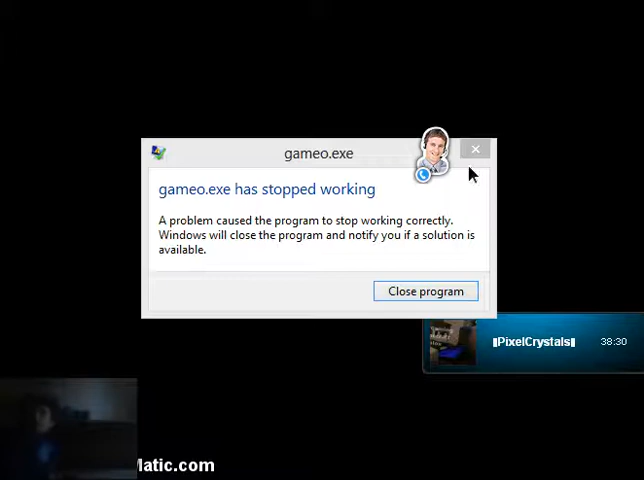 gameo.exe
gameo.exe has stopped working
A problem caused the program to stop working correctly.
Windows will close the program and notify you if a solution is
available.
Close program
PixelCrystals
38:30
Matic.com